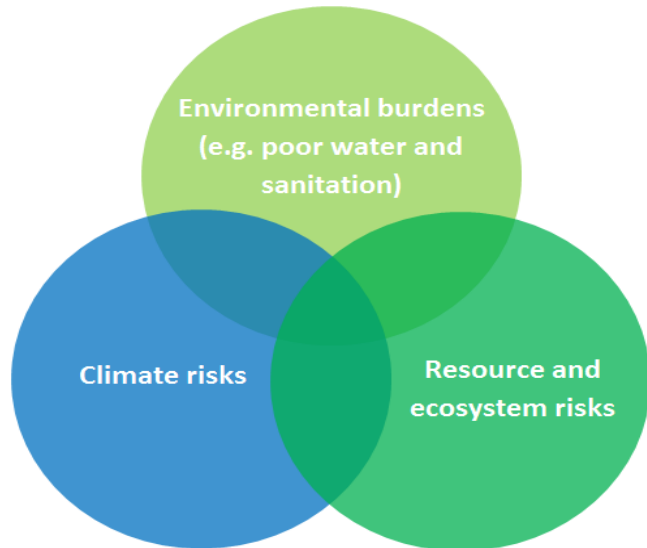 Environmental burdens
(e.g. poor water and
sanitation)
Climate risks
Resource and
ecosystem risks